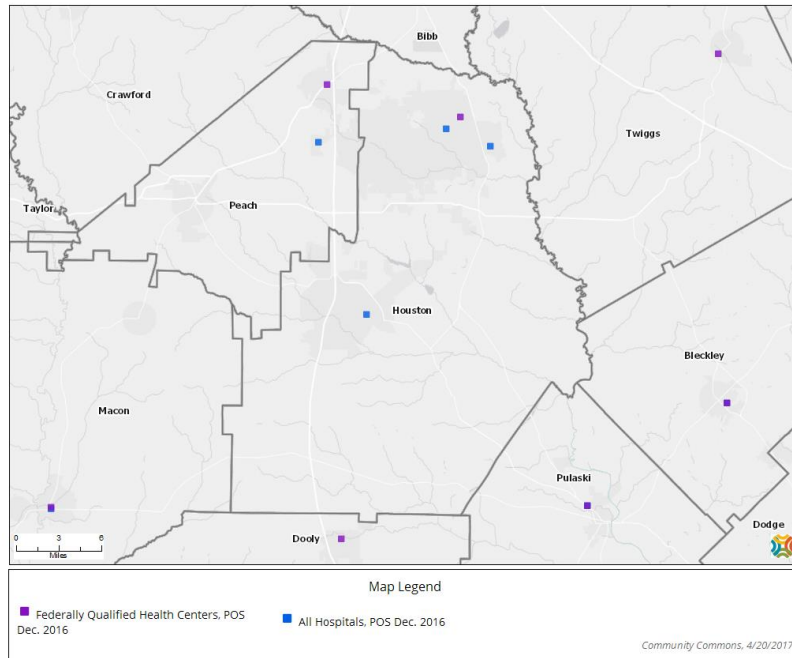 Bibb
Crawford
Twiggs
Taylor
Peach
Houston
Bleckley
Macon
Pulaski
Dodge
Dooly
0 3 6
Miles
Map Legend
Federally Qualified Health Centers, POS
Dec. 2016
All Hospitals, POS Dec. 2016
Community Commons, 4/20/2017